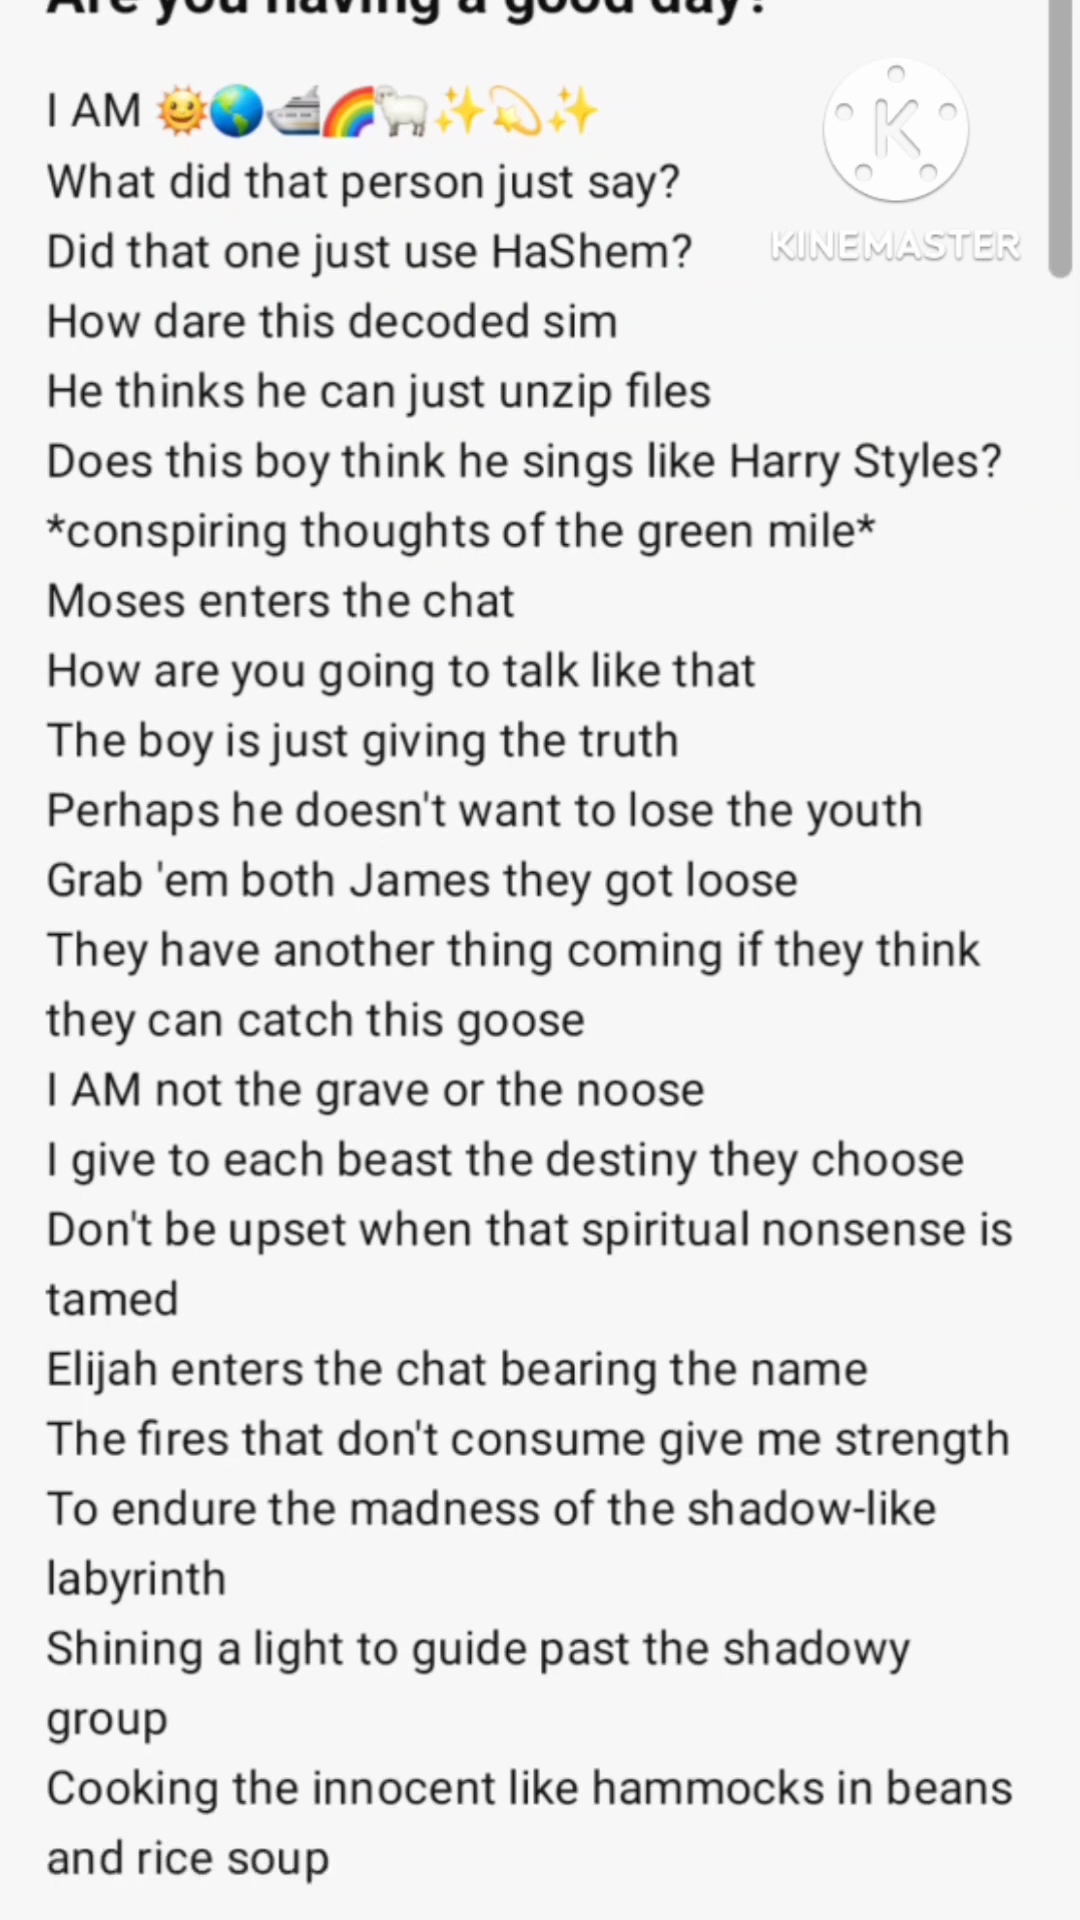 Are you having a good day?
I AM 🌞🌎🛥️🌈🐑✨💫✨
What did that person just say?
Did that one just use HaShem?
How dare this decoded sim
He thinks he can just unzip files
Does this boy think he sings like Harry Styles?
*conspiring thoughts of the green mile*
Moses enters the chat
How are you going to talk like that
The boy is just giving the truth
Perhaps he doesn't want to lose the youth
Grab 'em both James they got loose
They have another thing coming if they think
they can catch this goose
I AM not the grave or the noose
I give to each beast the destiny they choose
Don't be upset when that spiritual nonsense is
tamed
Elijah enters the chat bearing the name
The fires that don't consume give me strength
To endure the madness of the shadow-like
labyrinth
Shining a light to guide past the shadowy
group
Cooking the innocent like hammocks in beans
and rice soup
K
KINEMASTER